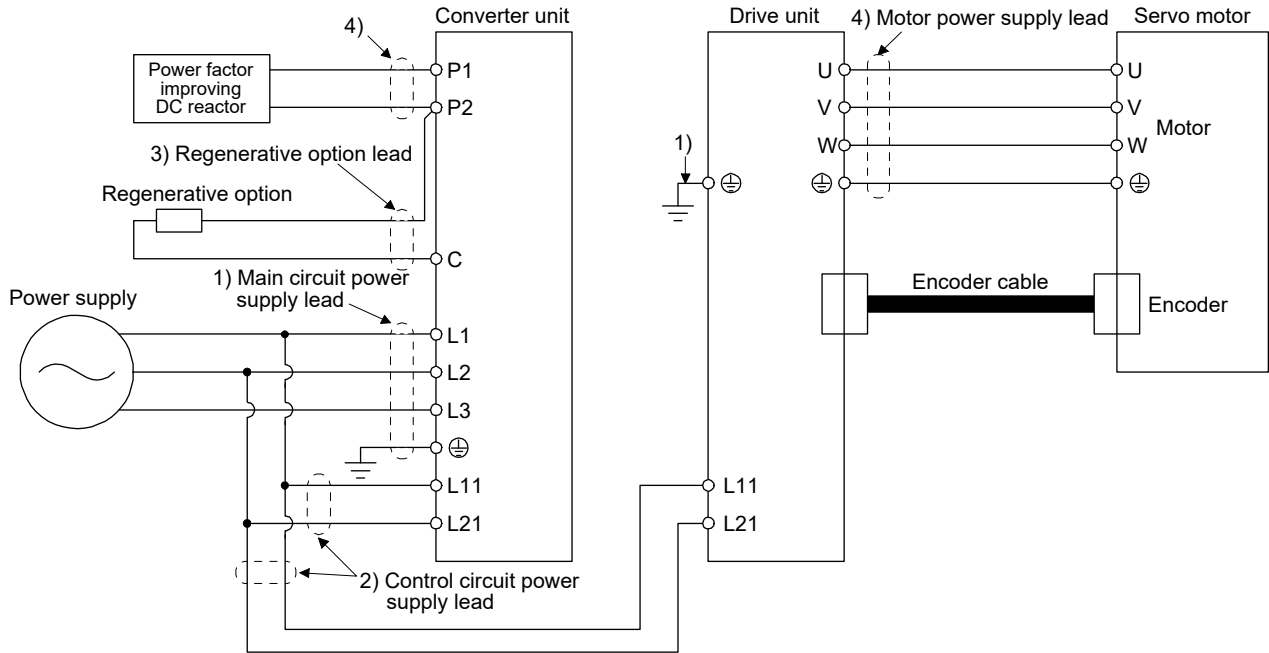 Converter unit
Drive unit
4) Motor power supply lead
Servo motor
4)
Power factor
improving
DC reactor
P1
P2
U
V
W
U
V
W
Motor
1)
3) Regenerative option lead
Regenerative option
C
1) Main circuit power
supply lead
Power supply
Encoder cable
Encoder
L1
L2
L3
L11
L21
L11
L21
2) Control circuit power
supply lead